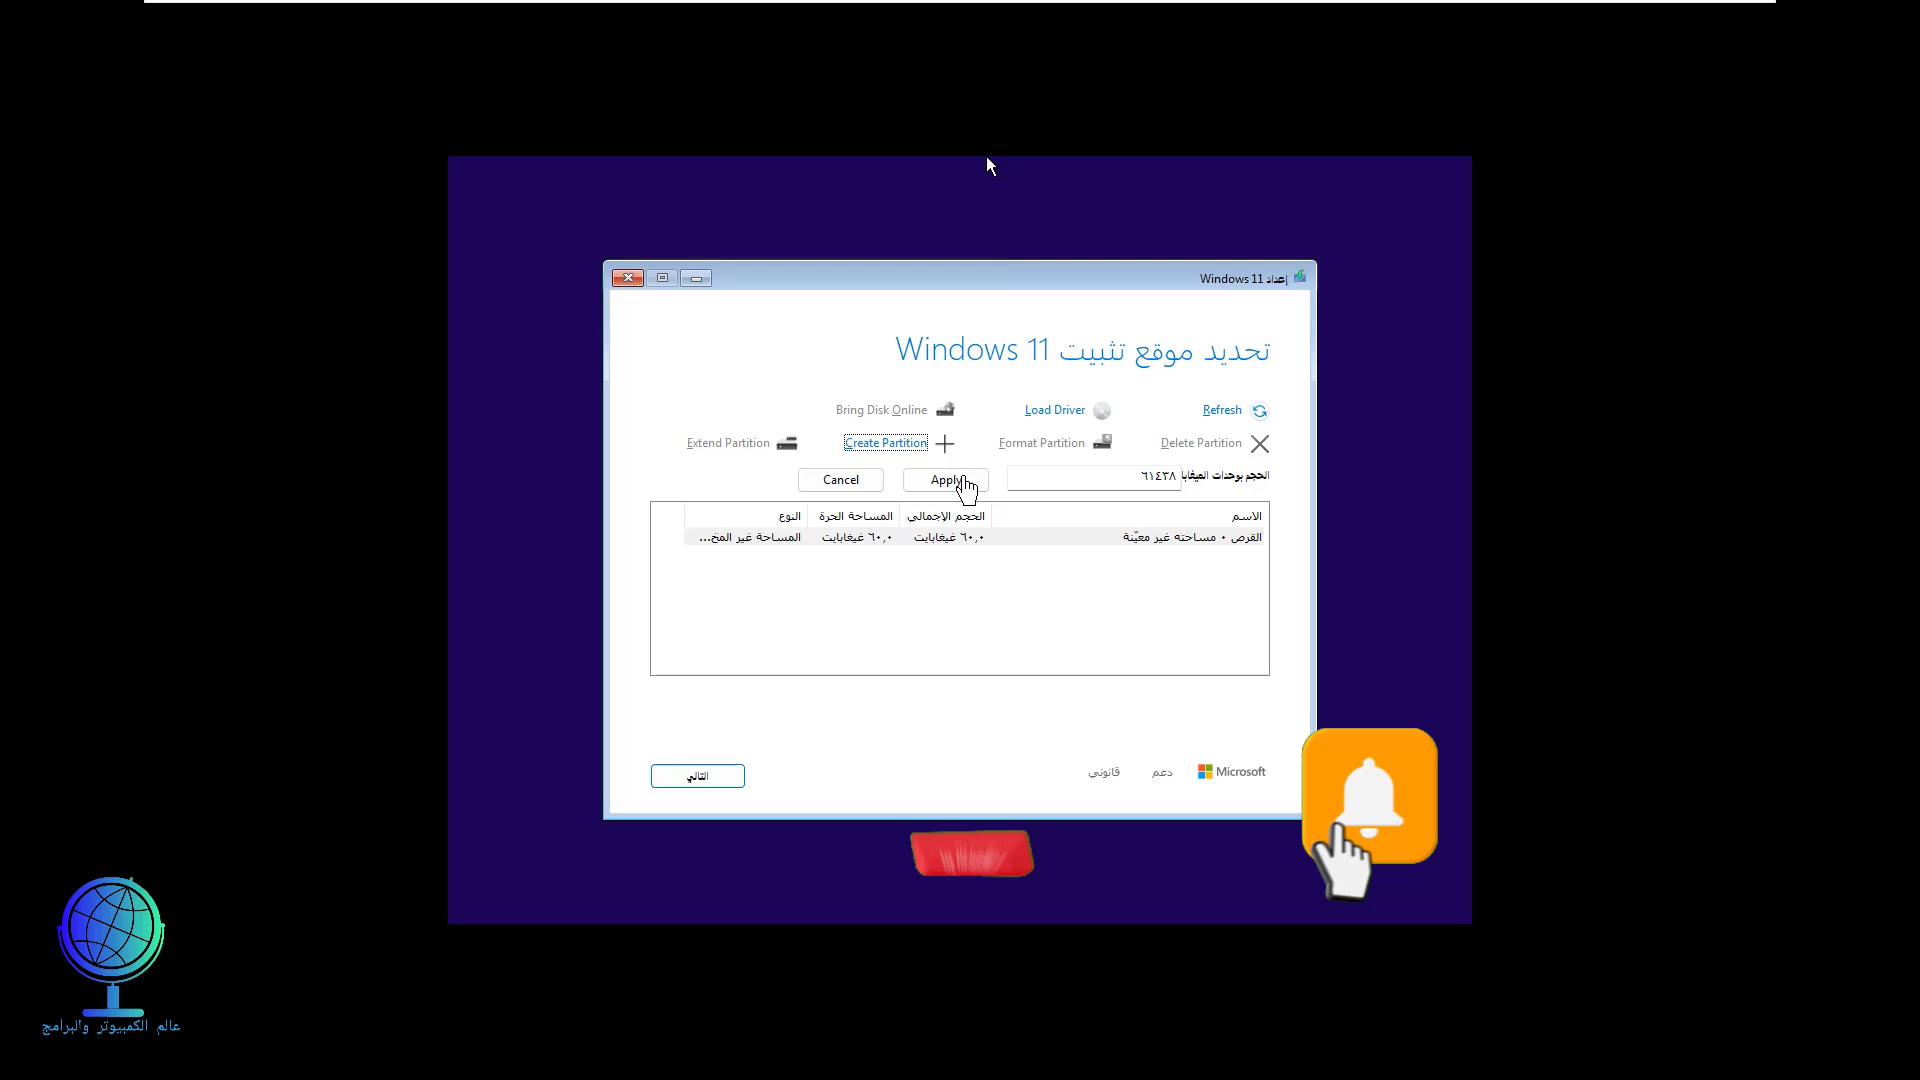 إعداد Windows 11
تحديد موقع تثبيت Windows 11
Refresh Load Driver Bring Disk Online
Delete Partition Format Partition Create Partition Extend Partition
الحجم بوحدات الميغابا ٦١٤٣٨ Apply Cancel
الاسم الحجم الإجمالي المساحة الحرة النوع
القرص ٠ مساحته غير معيّنة ٦٠,٠ غيغابايت ٦٠,٠ غيغابايت المساحة غير المخ...
Microsoft دعم قانوني
التالي
عالم الكمبيوتر والبرامج